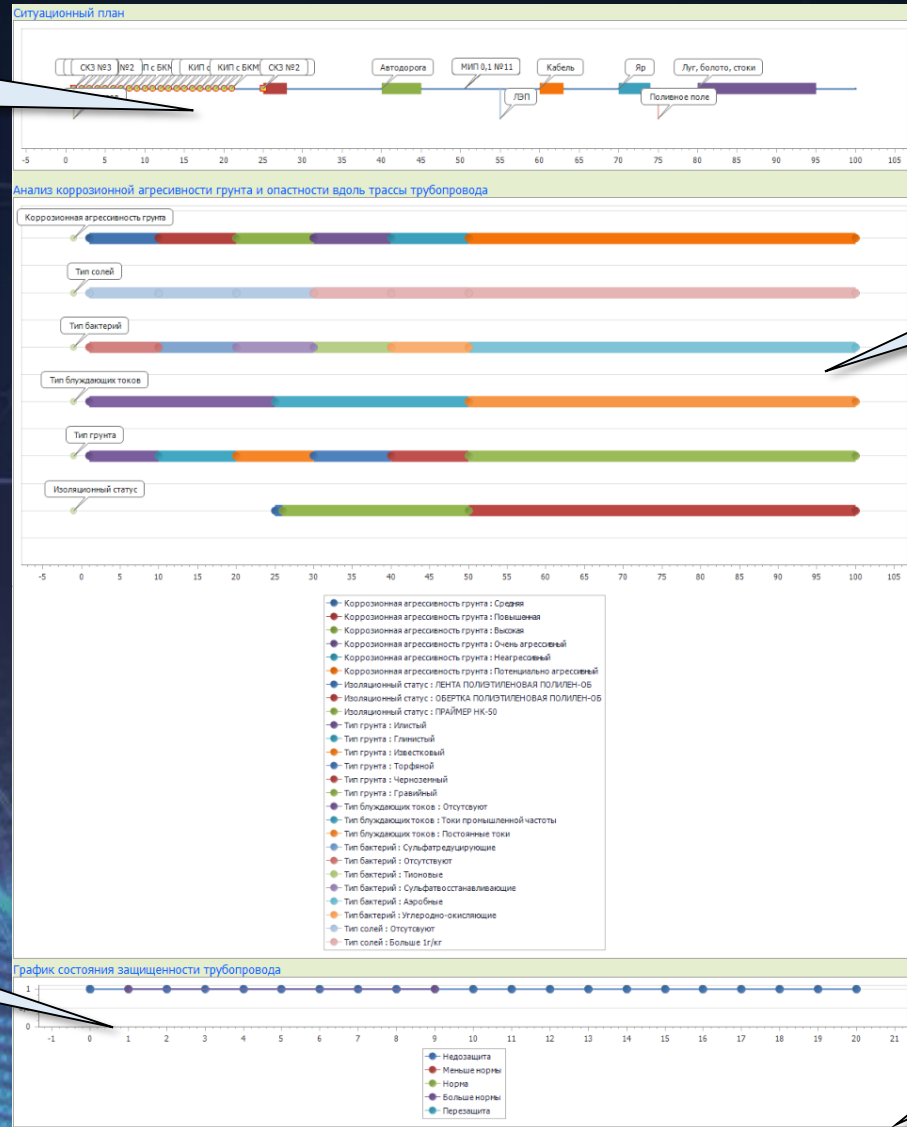 Ситуационный план
СКЗ №3
№2
П с БКМ
КИП с
КИП с БКМ
СКЗ №2
Автодорога
МИП 0,1 №11
Кабель
Яр
Луг, болото, стоки
ЛЭП
Поливное поле
-5 0 5 10 15 20 25 30 35 40 45 50 55 60 65 70 75 80 85 90 95 100 105
Анализ коррозионной агресивности грунта и опастности вдоль трассы трубопровода
Коррозионная агрессивность грунта
Тип солей
Тип бактерий
Тип блуждающих токов
Тип грунта
Изоляционный статус
-5 0 5 10 15 20 25 30 35 40 45 50 55 60 65 70 75 80 85 90 95 100 105
Коррозионная агрессивность грунта : Средняя
Коррозионная агрессивность грунта : Повышенная
Коррозионная агрессивность грунта : Высокая
Коррозионная агрессивность грунта : Очень агрессивный
Коррозионная агрессивность грунта : Неагрессивный
Коррозионная агрессивность грунта : Потенциально агрессивный
Изоляционный статус : ЛЕНТА ПОЛИЭТИЛЕНОВАЯ ПОЛИЛЕН-ОБ
Изоляционный статус : ОБЕРТКА ПОЛИЭТИЛЕНОВАЯ ПОЛИЛЕН-ОБ
Изоляционный статус : ПРАЙМЕР НК-50
Тип грунта : Илистый
Тип грунта : Глинистый
Тип грунта : Известковый
Тип грунта : Торфяной
Тип грунта : Черноземный
Тип грунта : Гравийный
Тип блуждающих токов : Отсутсвуют
Тип блуждающих токов : Токи промышленной частоты
Тип блуждающих токов : Постоянные токи
Тип бактерий : Сульфатредуцирующие
Тип бактерий : Отсутствуют
Тип бактерий : Тионовые
Тип бактерий : Сульфатвосстанавливающие
Тип бактерий : Аэробные
Тип бактерий : Углеродно-окисляющие
Тип солей : Отсутсвуют
Тип солей : Больше 1г/кг
График состояния защищенности трубопровода
1
0
-1 0 1 2 3 4 5 6 7 8 9 10 11 12 13 14 15 16 17 18 19 20 21
Недозащита
Меньше нормы
Норма
Больше нормы
Перезащита